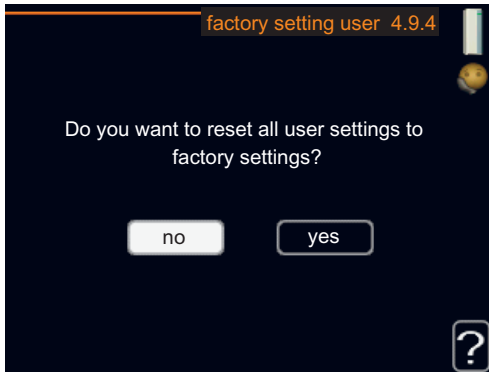 factory setting user 4.9.4
Do you want to reset all user settings to
factory settings?
no
yes
?